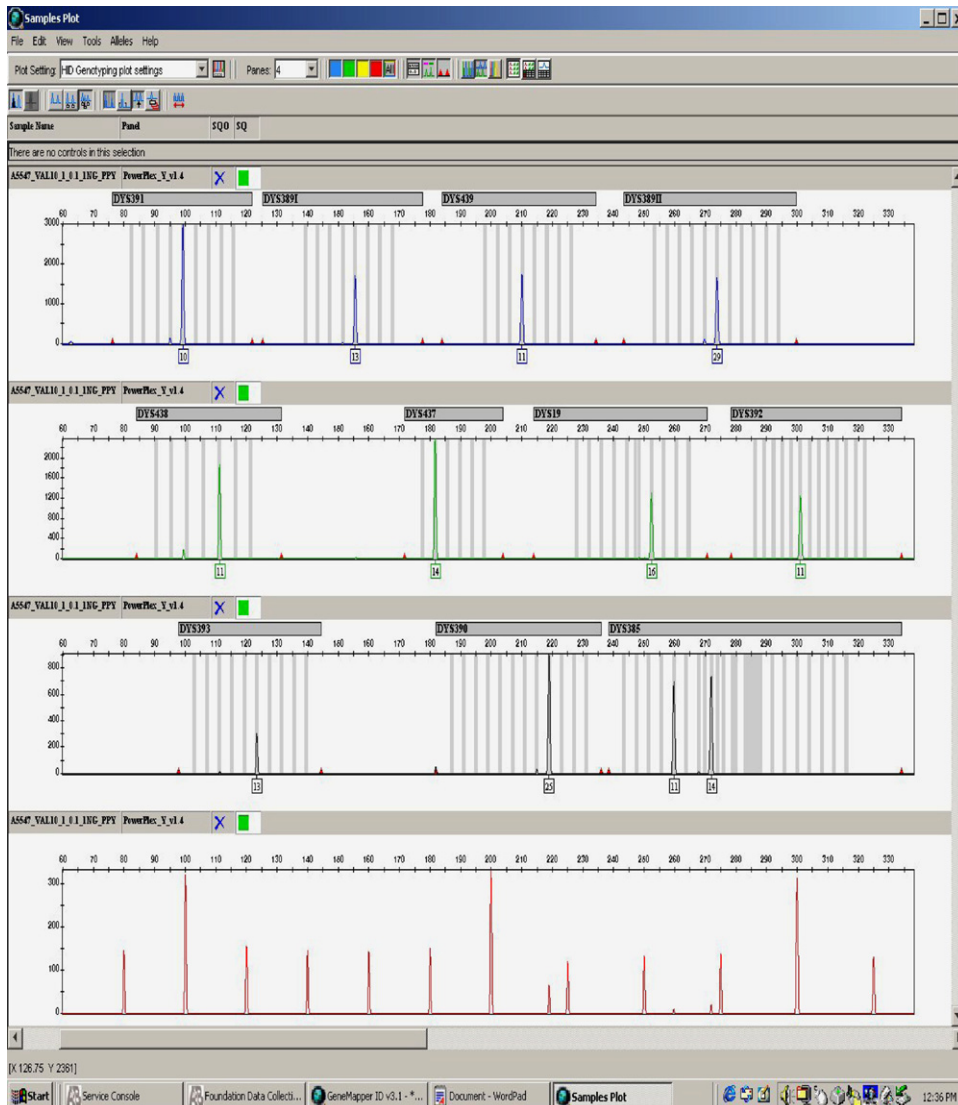 Samples Plot
File Edit View Tools Alleles Help
Plot Setting: HID Genotyping plot settings Panes: 4 All
Sample Name Panel SQO SQ
There are no controls in this selection
A5547_VAL10_1_0.1_1NG_PPY PowerPlex_Y_v1.4
DYS391 DYS389I DYS439 DYS389II
60 70 80 90 100 110 120 130 140 150 160 170 180 190 200 210 220 230 240 250 260 270 280 290 300 310 320 330
3000
2000
1000
0
10 13 11 29
A5547_VAL10_1_0.1_1NG_PPY PowerPlex_Y_v1.4
DYS438 DYS437 DYS19 DYS392
60 70 80 90 100 110 120 130 140 150 160 170 180 190 200 210 220 230 240 250 260 270 280 290 300 310 320 330
2000
1600
1200
800
400
0
11 14 16 11
A5547_VAL10_1_0.1_1NG_PPY PowerPlex_Y_v1.4
DYS393 DYS390 DYS385
60 70 80 90 100 110 120 130 140 150 160 170 180 190 200 210 220 230 240 250 260 270 280 290 300 310 320 330
800
600
400
200
0
13 25 11 14
A5547_VAL10_1_0.1_1NG_PPY PowerPlex_Y_v1.4
60 70 80 90 100 110 120 130 140 150 160 170 180 190 200 210 220 230 240 250 260 270 280 290 300 310 320 330
300
200
100
0
[X 126.75 Y 2361]
Start Service Console Foundation Data Collecti... GeneMapper ID v3.1 - *... Document - WordPad Samples Plot 12:36 PM